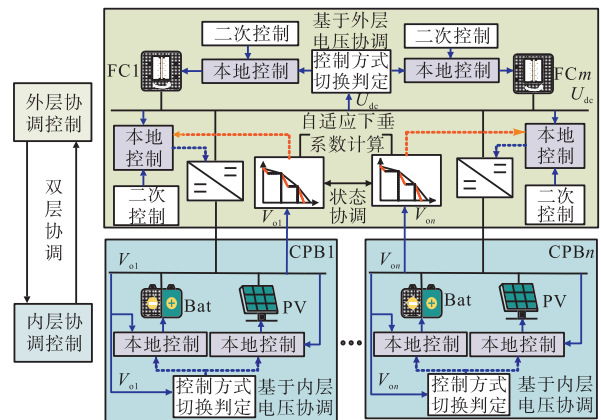 二次控制
基于外层
电压协调
二次控制
FC1
本地控制
控制方式
切换判定
本地控制
FCm
Udc
Udc
外层协
调控制
自适应下垂
系数计算
本地
控制
本地
控制
双层协调
状态
协调
二次控制
二次控制
Vo1
Von
内层协
调控制
Vo1
CPB1
Bat
PV
本地控制
本地控制
Vo1
控制方式
切换判定
基于内层
电压协调
Von
CPBn
Bat
PV
本地控制
本地控制
Von
控制方式
切换判定
基于内层
电压协调